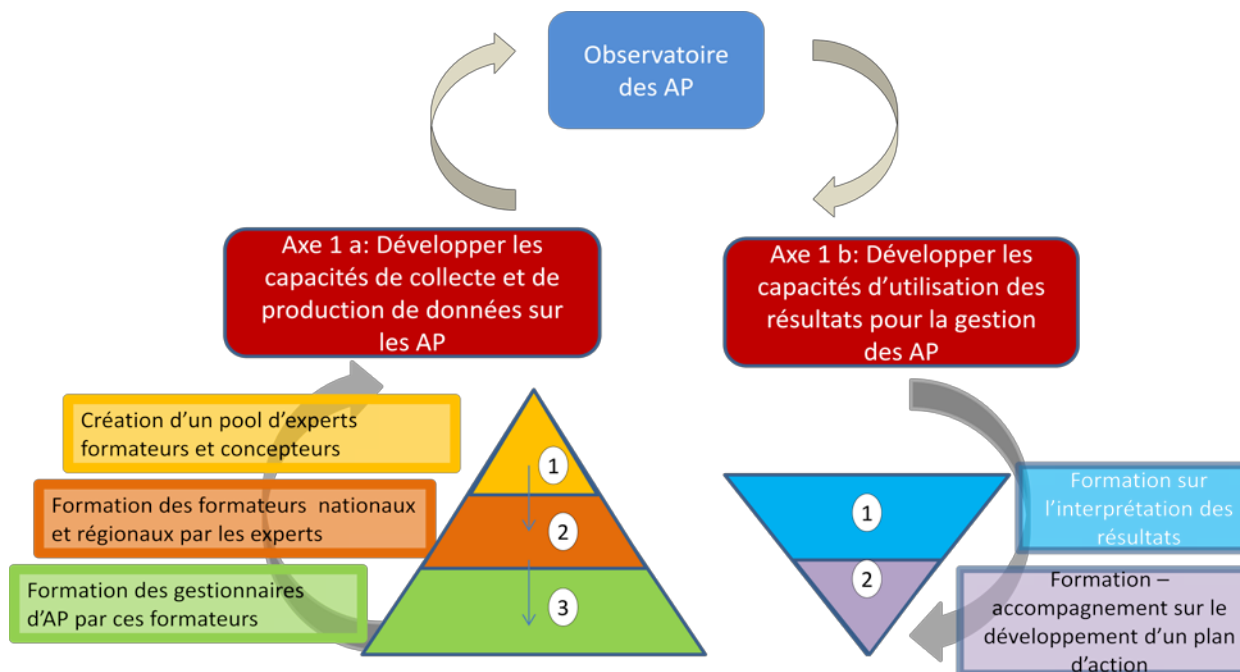 Observatoire
des AP
Axe 1 a: Développer les
capacités de collecte et de
production de données sur
les AP
Axe 1 b: Développer les
capacités d’utilisation des
résultats pour la gestion
des AP
Création d’un pool d’experts
formateurs et concepteurs
Formation des formateurs nationaux
et régionaux par les experts
Formation des gestionnaires
d’AP par ces formateurs
1
2
3
1
2
Formation sur
l’interprétation des
résultats
Formation –
accompagnement sur le
développement d’un plan
d’action